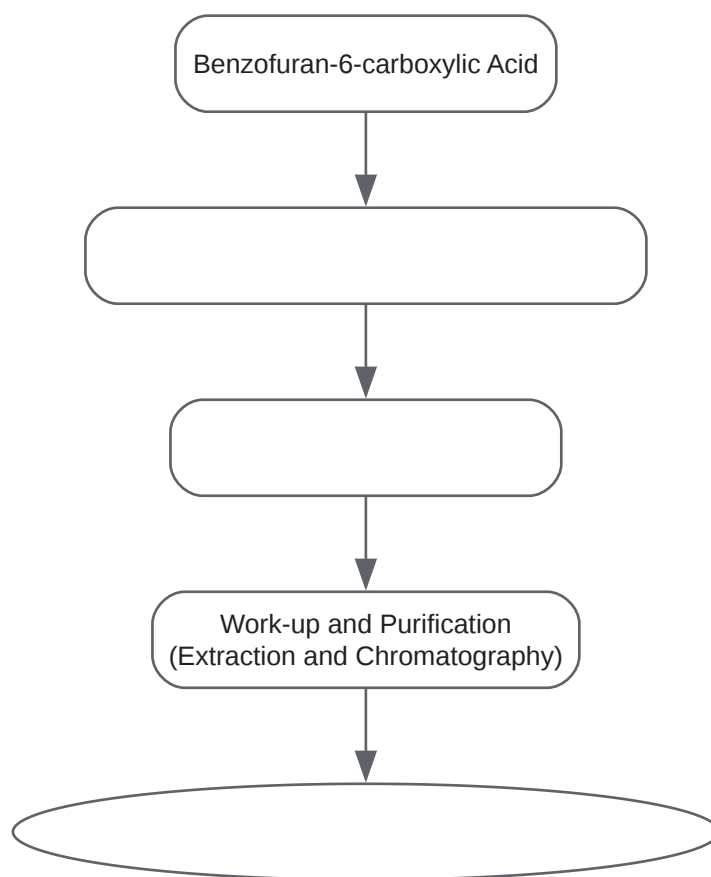 Benzofuran-6-carboxylic Acid
Work-up and Purification
(Extraction and Chromatography)